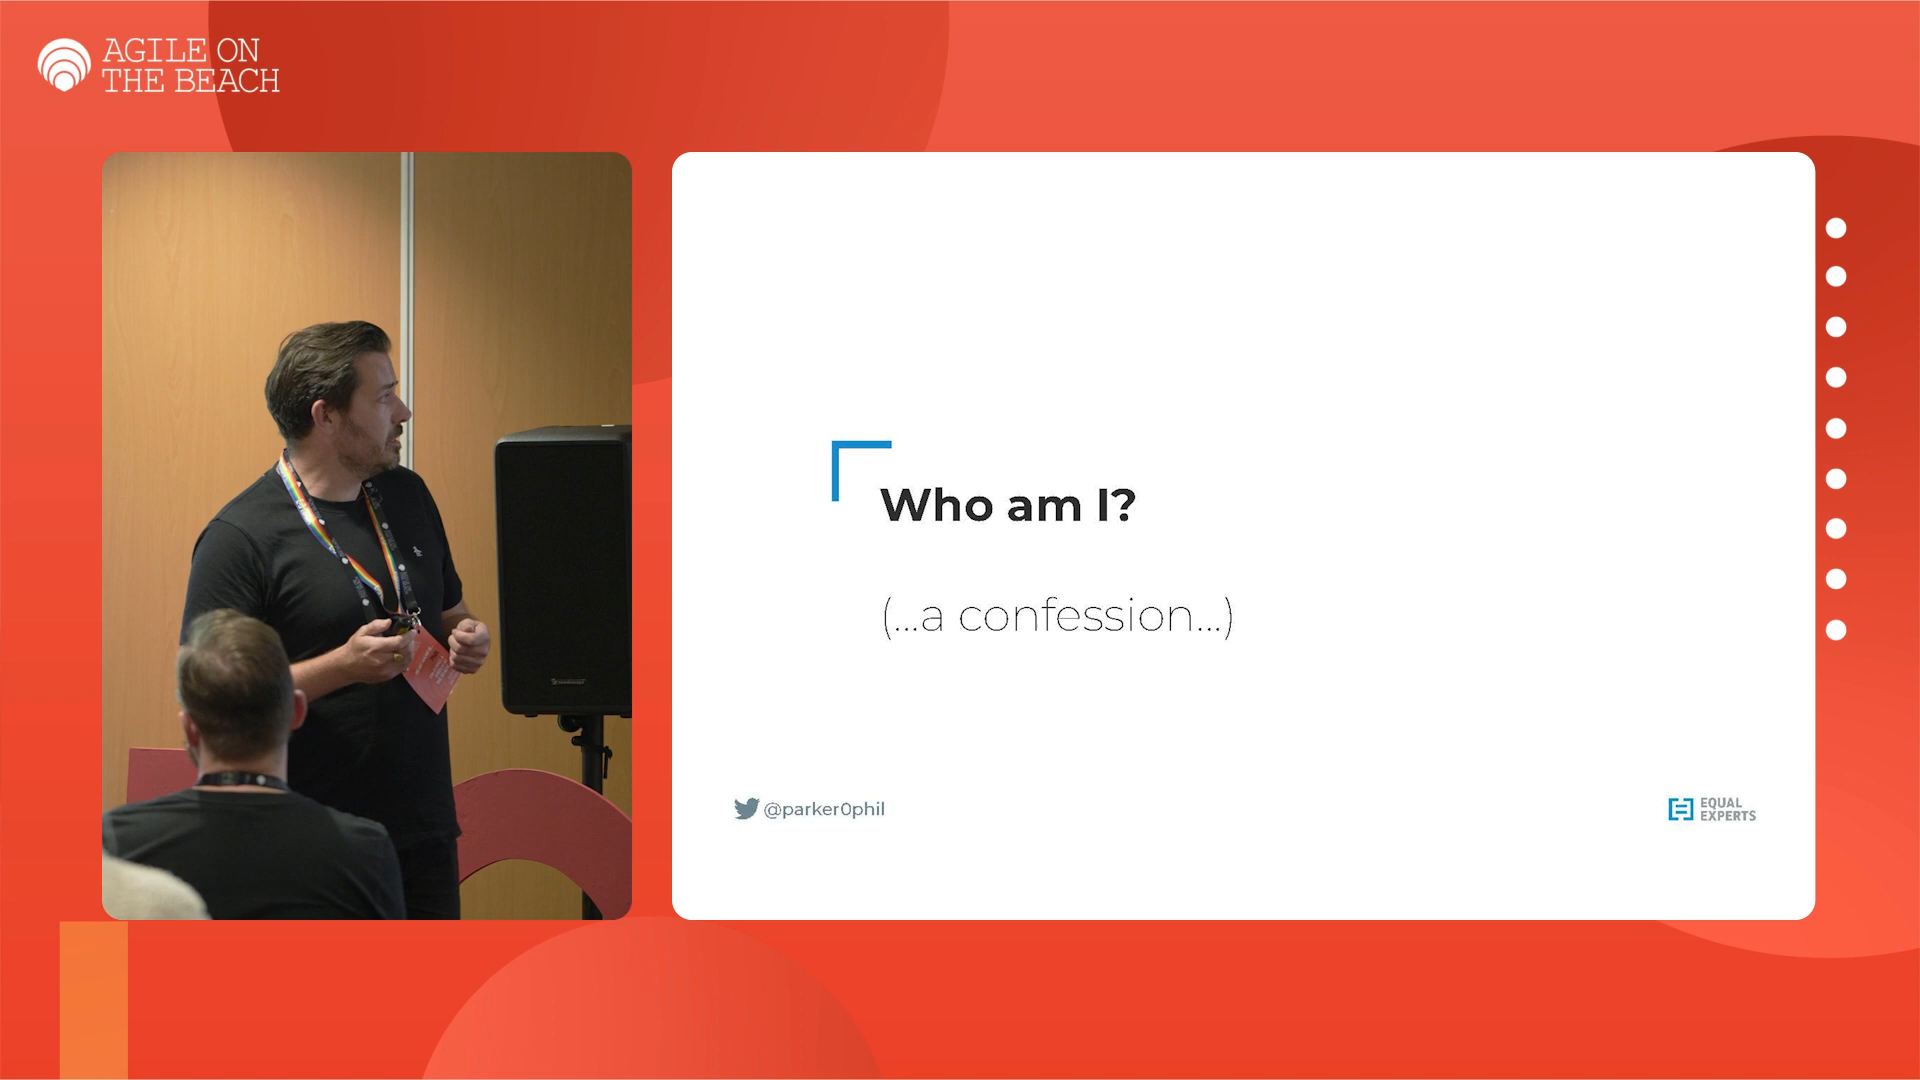 AGILE ON
THE BEACH
Who am I?
(...a confession...)
@parker0phil
EQUAL
EXPERTS